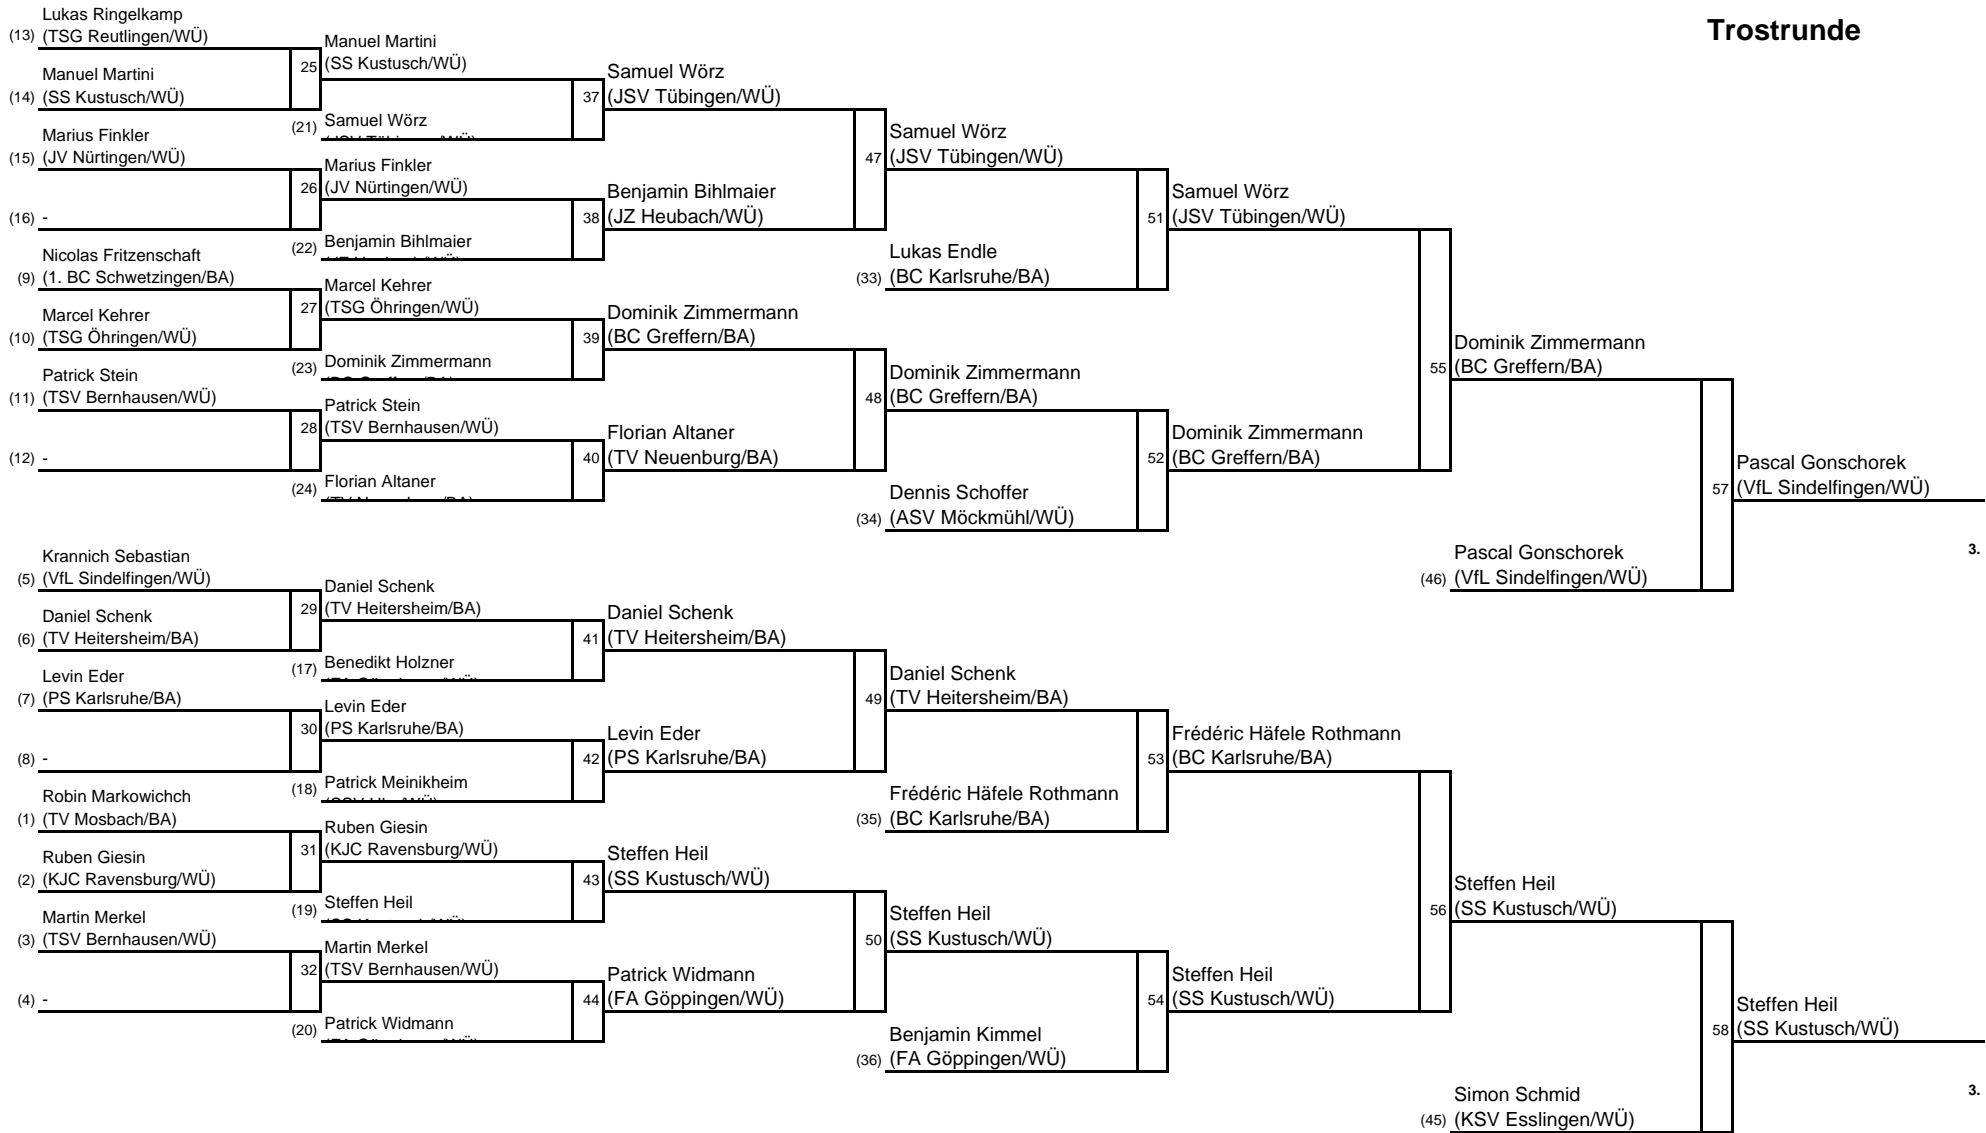 Trostrunde
Lukas Ringelkamp
(13) (TSG Reutlingen/WÜ)
25
Manuel Martini
(14) (SS Kustusch/WÜ)
Marius Finkler
(15) (JV Nürtingen/WÜ)
26
(16) -
Nicolas Fritzenschaft
(9) (1. BC Schwetzingen/BA)
27
Marcel Kehrer
(10) (TSG Öhringen/WÜ)
Patrick Stein
(11) (TSV Bernhausen/WÜ)
28
(12) -
Krannich Sebastian
(5) (VfL Sindelfingen/WÜ)
29
Daniel Schenk
(6) (TV Heitersheim/BA)
Levin Eder
(7) (PS Karlsruhe/BA)
30
(8) -
Robin Markowichch
(1) (TV Mosbach/BA)
31
Ruben Giesin
(2) (KJC Ravensburg/WÜ)
Martin Merkel
(3) (TSV Bernhausen/WÜ)
32
(4) -
Manuel Martini
(SS Kustusch/WÜ)
37
(21) Samuel Wörz
Marius Finkler
(JV Nürtingen/WÜ)
38
(22) Benjamin Bihlmaier
Marcel Kehrer
(TSG Öhringen/WÜ)
39
(23) Dominik Zimmermann
Patrick Stein
(TSV Bernhausen/WÜ)
40
(24) Florian Altaner
Daniel Schenk
(TV Heitersheim/BA)
41
(17) Benedikt Holzner
Levin Eder
(PS Karlsruhe/BA)
42
(18) Patrick Meinikheim
Ruben Giesin
(KJC Ravensburg/WÜ)
43
(19) Steffen Heil
Martin Merkel
(TSV Bernhausen/WÜ)
44
(20) Patrick Widmann
Samuel Wörz
(JSV Tübingen/WÜ)
47
Benjamin Bihlmaier
(JZ Heubach/WÜ)
Dominik Zimmermann
(BC Greffern/BA)
48
Florian Altaner
(TV Neuenburg/BA)
Daniel Schenk
(TV Heitersheim/BA)
49
Levin Eder
(PS Karlsruhe/BA)
Steffen Heil
(SS Kustusch/WÜ)
50
Patrick Widmann
(FA Göppingen/WÜ)
Samuel Wörz
(JSV Tübingen/WÜ)
51
Lukas Endle
(33) (BC Karlsruhe/BA)
Dominik Zimmermann
(BC Greffern/BA)
52
Dennis Schoffer
(34) (ASV Möckmühl/WÜ)
Daniel Schenk
(TV Heitersheim/BA)
53
Frédéric Häfele Rothmann
(35) (BC Karlsruhe/BA)
Steffen Heil
(SS Kustusch/WÜ)
54
Benjamin Kimmel
(36) (FA Göppingen/WÜ)
Samuel Wörz
(JSV Tübingen/WÜ)
55
Dominik Zimmermann
(BC Greffern/BA)
Frédéric Häfele Rothmann
(BC Karlsruhe/BA)
56
Steffen Heil
(SS Kustusch/WÜ)
Dominik Zimmermann
(BC Greffern/BA)
57
Pascal Gonschorek
(46) (VfL Sindelfingen/WÜ)
Steffen Heil
(SS Kustusch/WÜ)
58
Simon Schmid
(45) (KSV Esslingen/WÜ)
Pascal Gonschorek
(VfL Sindelfingen/WÜ)
3.
Steffen Heil
(SS Kustusch/WÜ)
3.